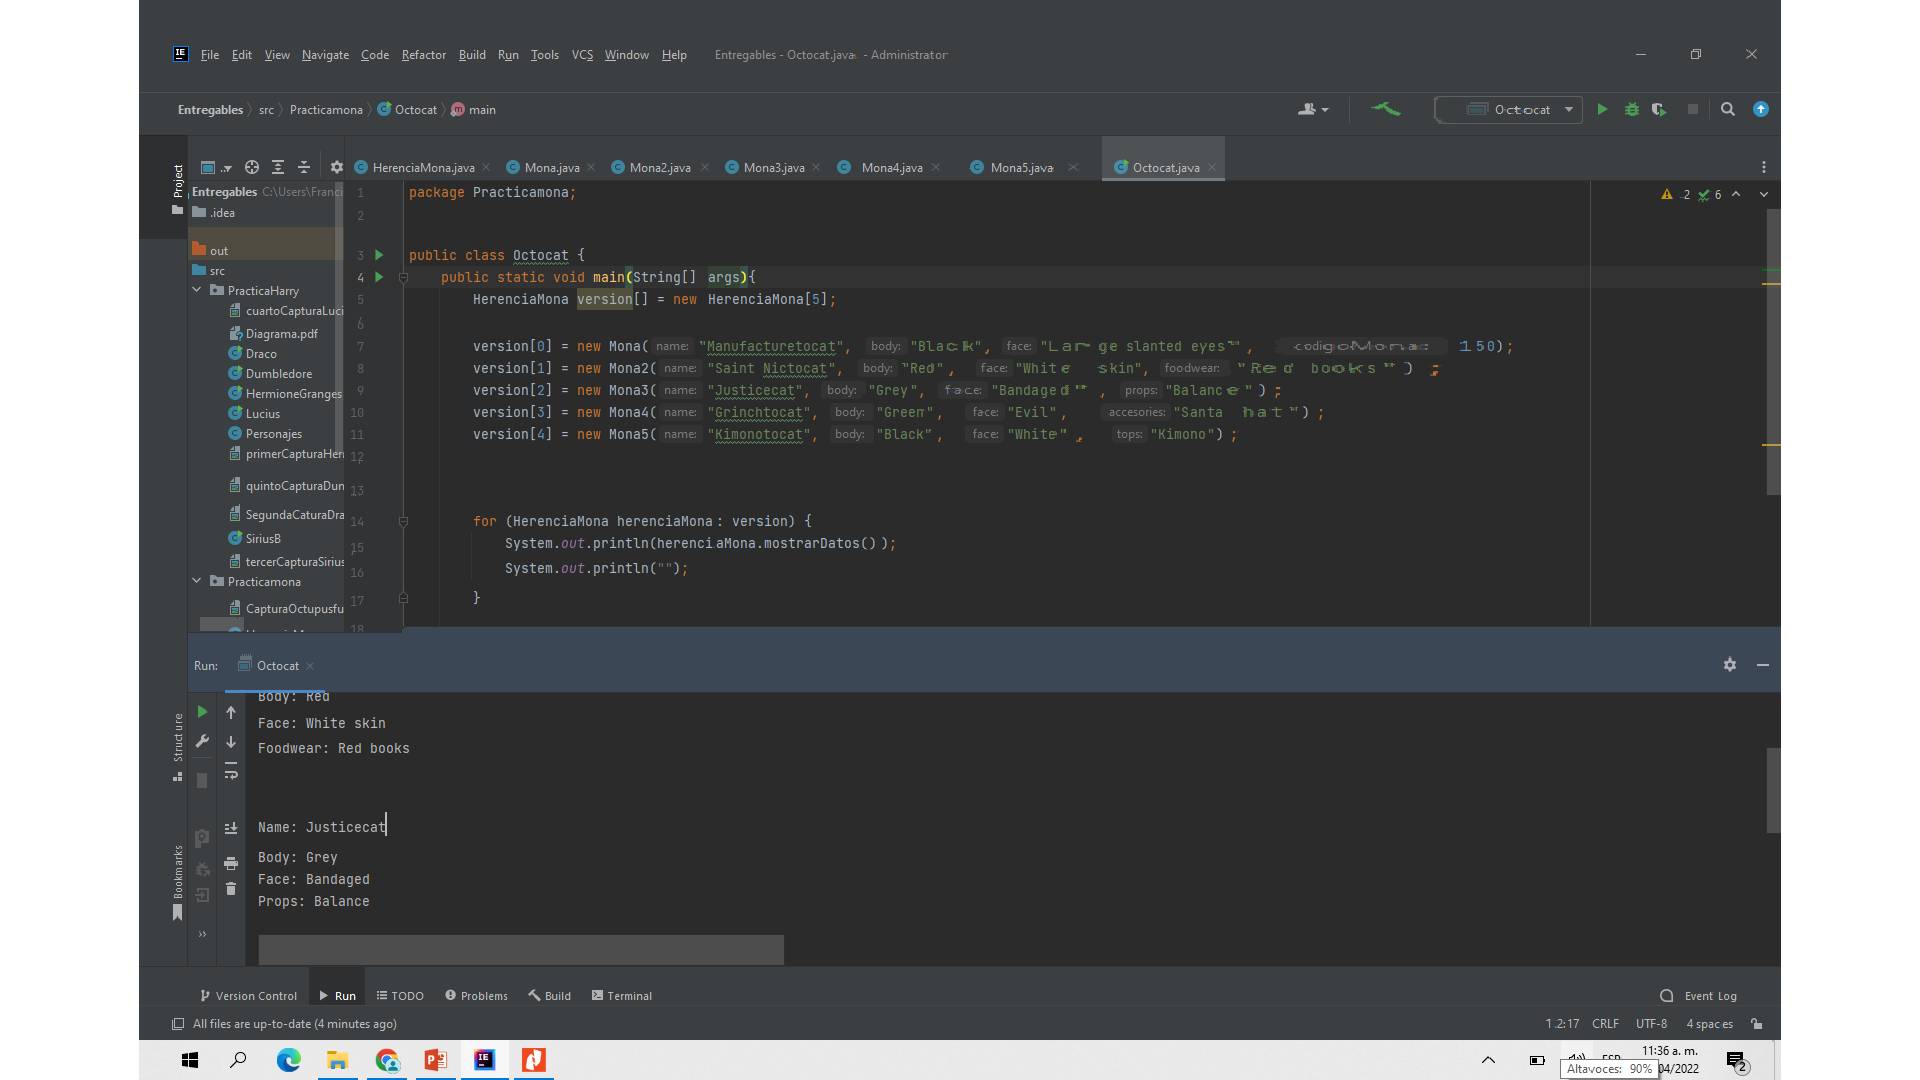 File Edit View Navigate Code Refactor Build Run Tools VCS Window Help Entregables - Octocat.java - Administrator
Entregables src Practicamona Octocat main Octocat
HerenciaMona.java Mona.java Mona2.java Mona3.java Mona4.java Mona5.java Octocat.java
Project
Entregables C:\Users\Franci
.idea
out
src
PracticaHarry
cuartoCapturaLuci
Diagrama.pdf
Draco
Dumbledore
HermioneGranges
Lucius
Personajes
primerCapturaHer
quintoCapturaDun
SegundaCaturaDra
SiriusB
tercerCapturaSirius
Practicamona
CapturaOctupusfu
2 6
1 package Practicamona;
2
3 public class Octocat {
4 public static void main(String[] args){
5 HerenciaMona version[] = new HerenciaMona[5];
6
7 version[0] = new Mona( name: "Manufacturetocat", body: "Black", face: "Large slanted eyes", codigoMona: 150);
8 version[1] = new Mona2( name: "Saint Nictocat", body: "Red", face: "White skin", foodwear: "Red books") ;
9 version[2] = new Mona3( name: "Justicecat", body: "Grey", face: "Bandaged" , props: "Balance" ) ;
10 version[3] = new Mona4( name: "Grinchtocat", body: "Green", face: "Evil", accesories: "Santa hat") ;
11 version[4] = new Mona5( name: "Kimonotocat", body: "Black", face: "White" , tops: "Kimono") ;
12
13
14 for (HerenciaMona herenciaMona : version) {
15 System.out.println(herenciaMona.mostrarDatos() );
16 System.out.println("");
17 }
18
Run: Octocat
Body: Red
Face: White skin
Foodwear: Red books
Name: Justicecat
Body: Grey
Face: Bandaged
Props: Balance
Structure
Bookmarks
Version Control Run TODO Problems Build Terminal Event Log
All files are up-to-date (4 minutes ago) 12:17 CRLF UTF-8 4 spaces
11:36 a. m.
ESP
04/2022
2
Altavoces: 90%